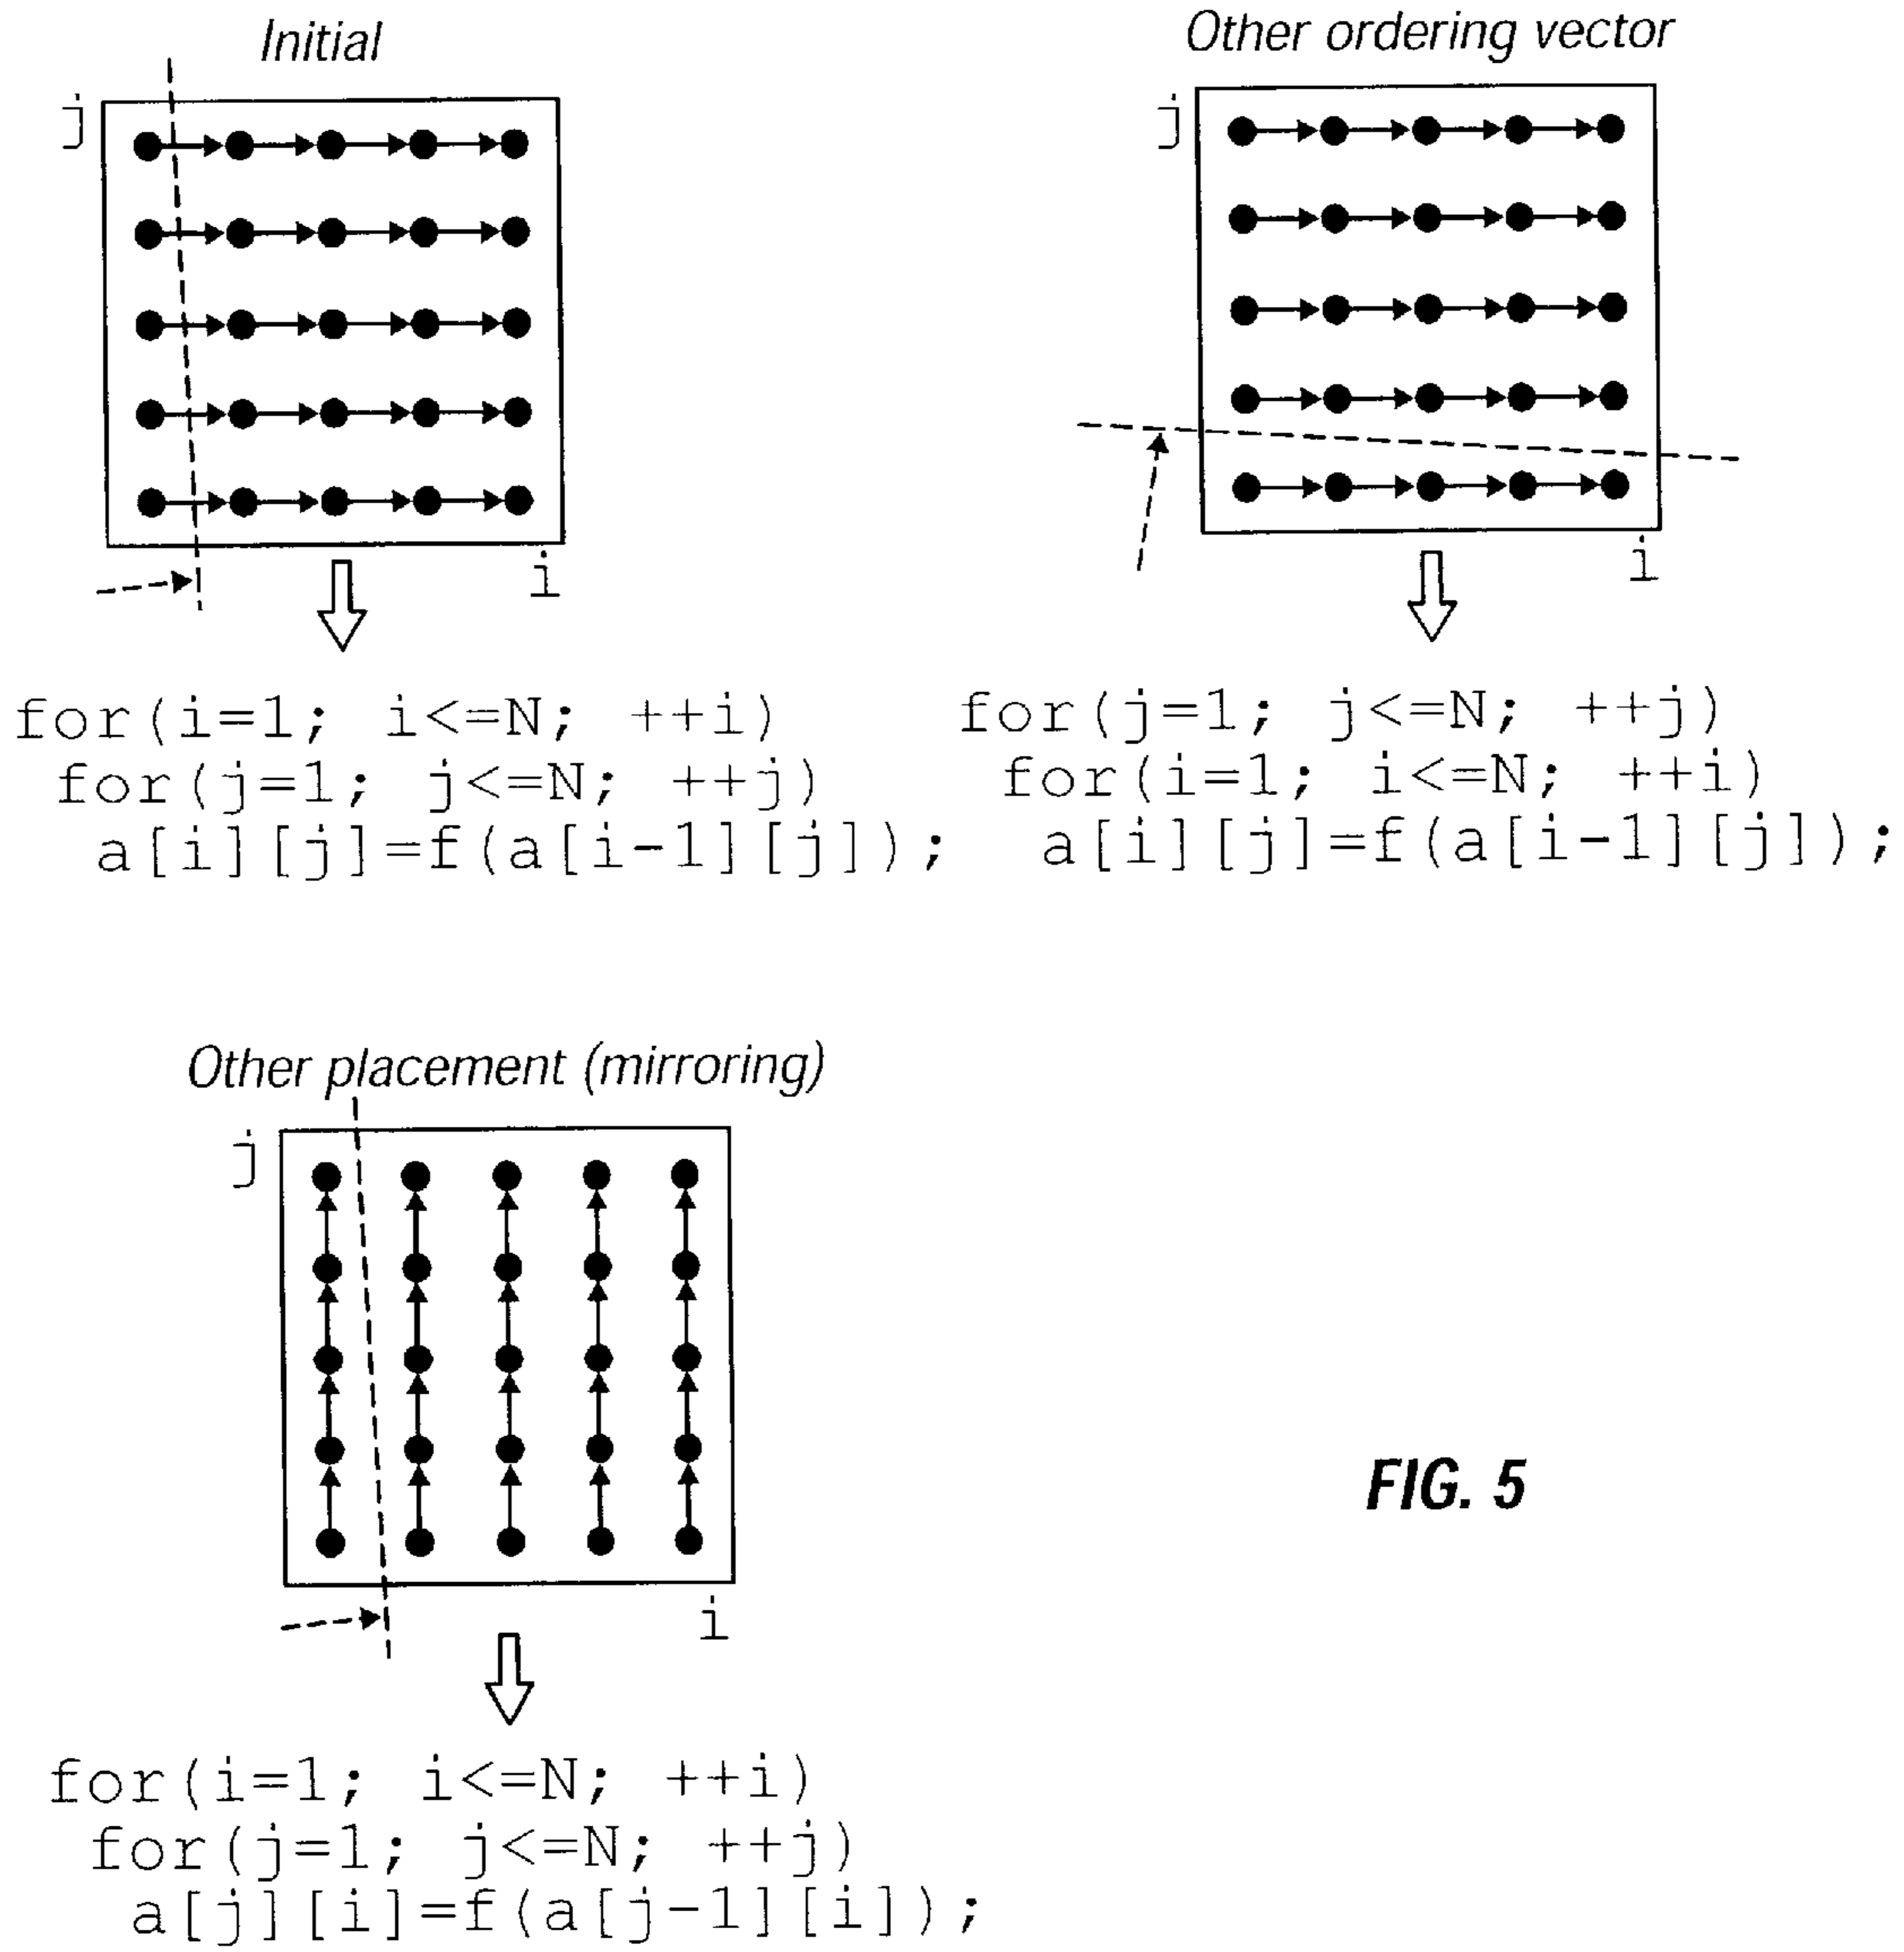 Initial
j
i
for(i=1; i<=N; ++i)
for(j=1; j<=N; ++j)
a[i][j]=f(a[i-1][j]);
Other ordering vector
j
i
for(j=1; j<=N; ++j)
for(i=1; i<=N; ++i)
a[i][j]=f(a[i-1][j]);
Other placement (mirroring)
j
i
for(i=1; i<=N; ++i)
for(j=1; j<=N; ++j)
a[j][i]=f(a[j-1][i]);
FIG. 5